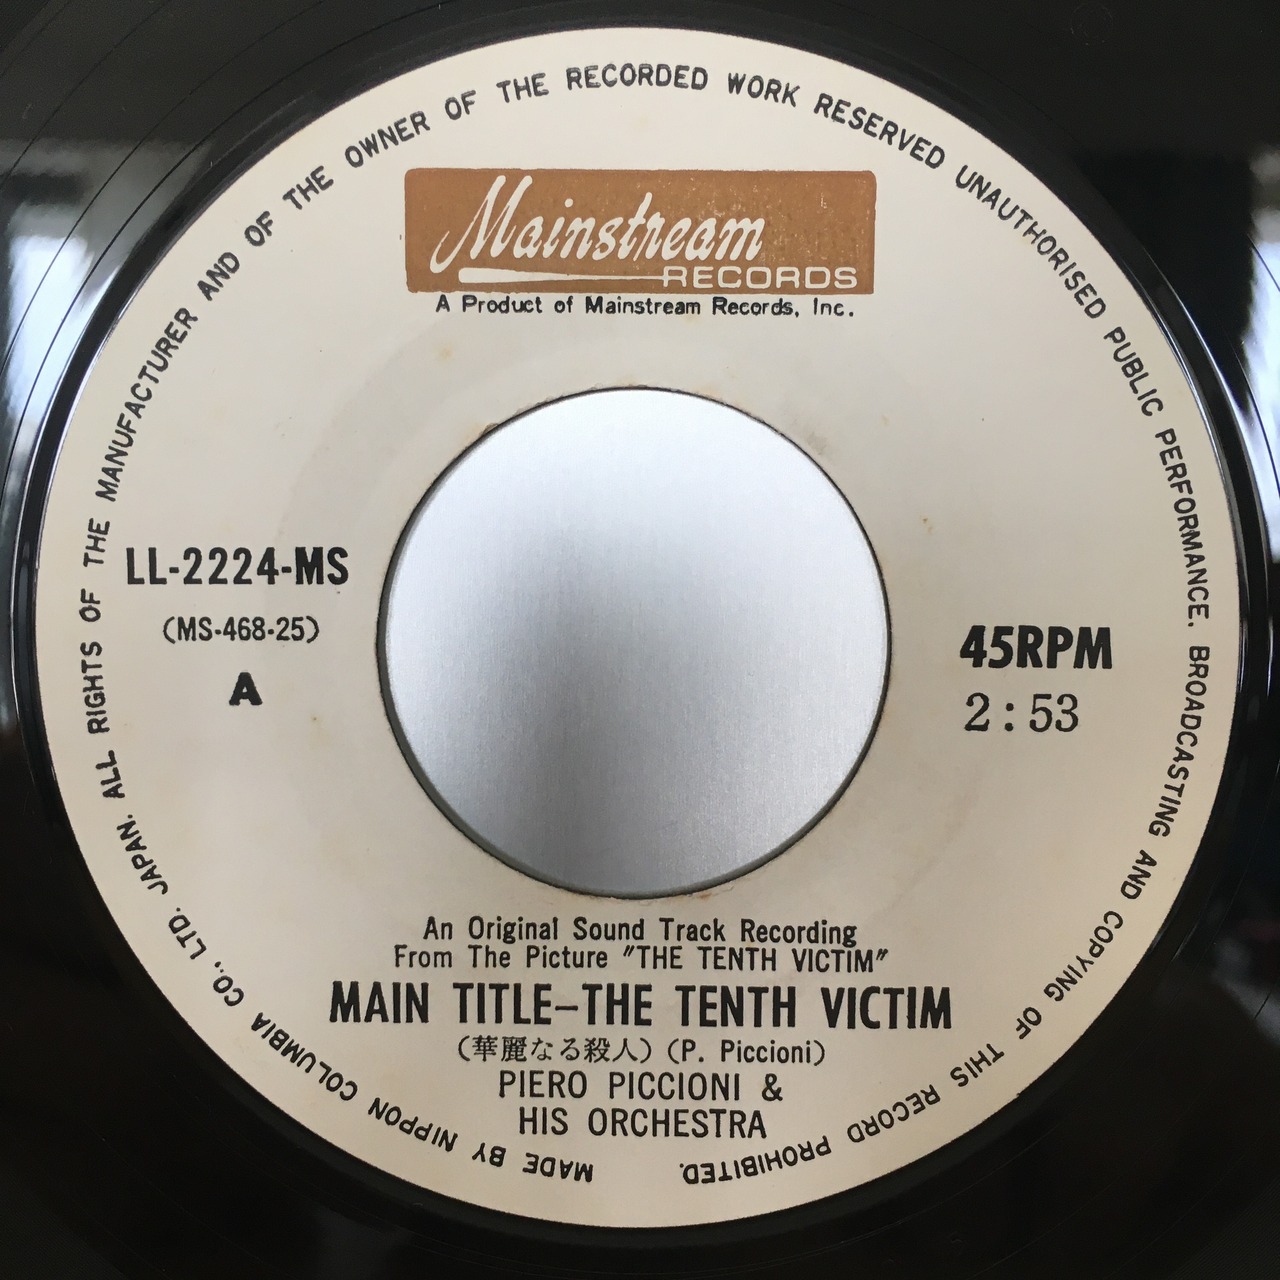 MADE BY NIPPON COLUMBIA CO., LTD. JAPAN. ALL RIGHTS OF THE MANUFACTURER AND OF THE OWNER OF THE RECORDED WORK RESERVED UNAUTHORISED PUBLIC PERFORMANCE. BROADCASTING AND COPYING OF THIS RECORD PROHIBITED.
Mainstream
RECORDS
A Product of Mainstream Records, Inc.
LL-2224-MS
(MS-468-25)
A
45RPM
2:53
An Original Sound Track Recording
From The Picture "THE TENTH VICTIM"
MAIN TITLE–THE TENTH VICTIM
(華麗なる殺人) (P. Piccioni)
PIERO PICCIONI &
HIS ORCHESTRA